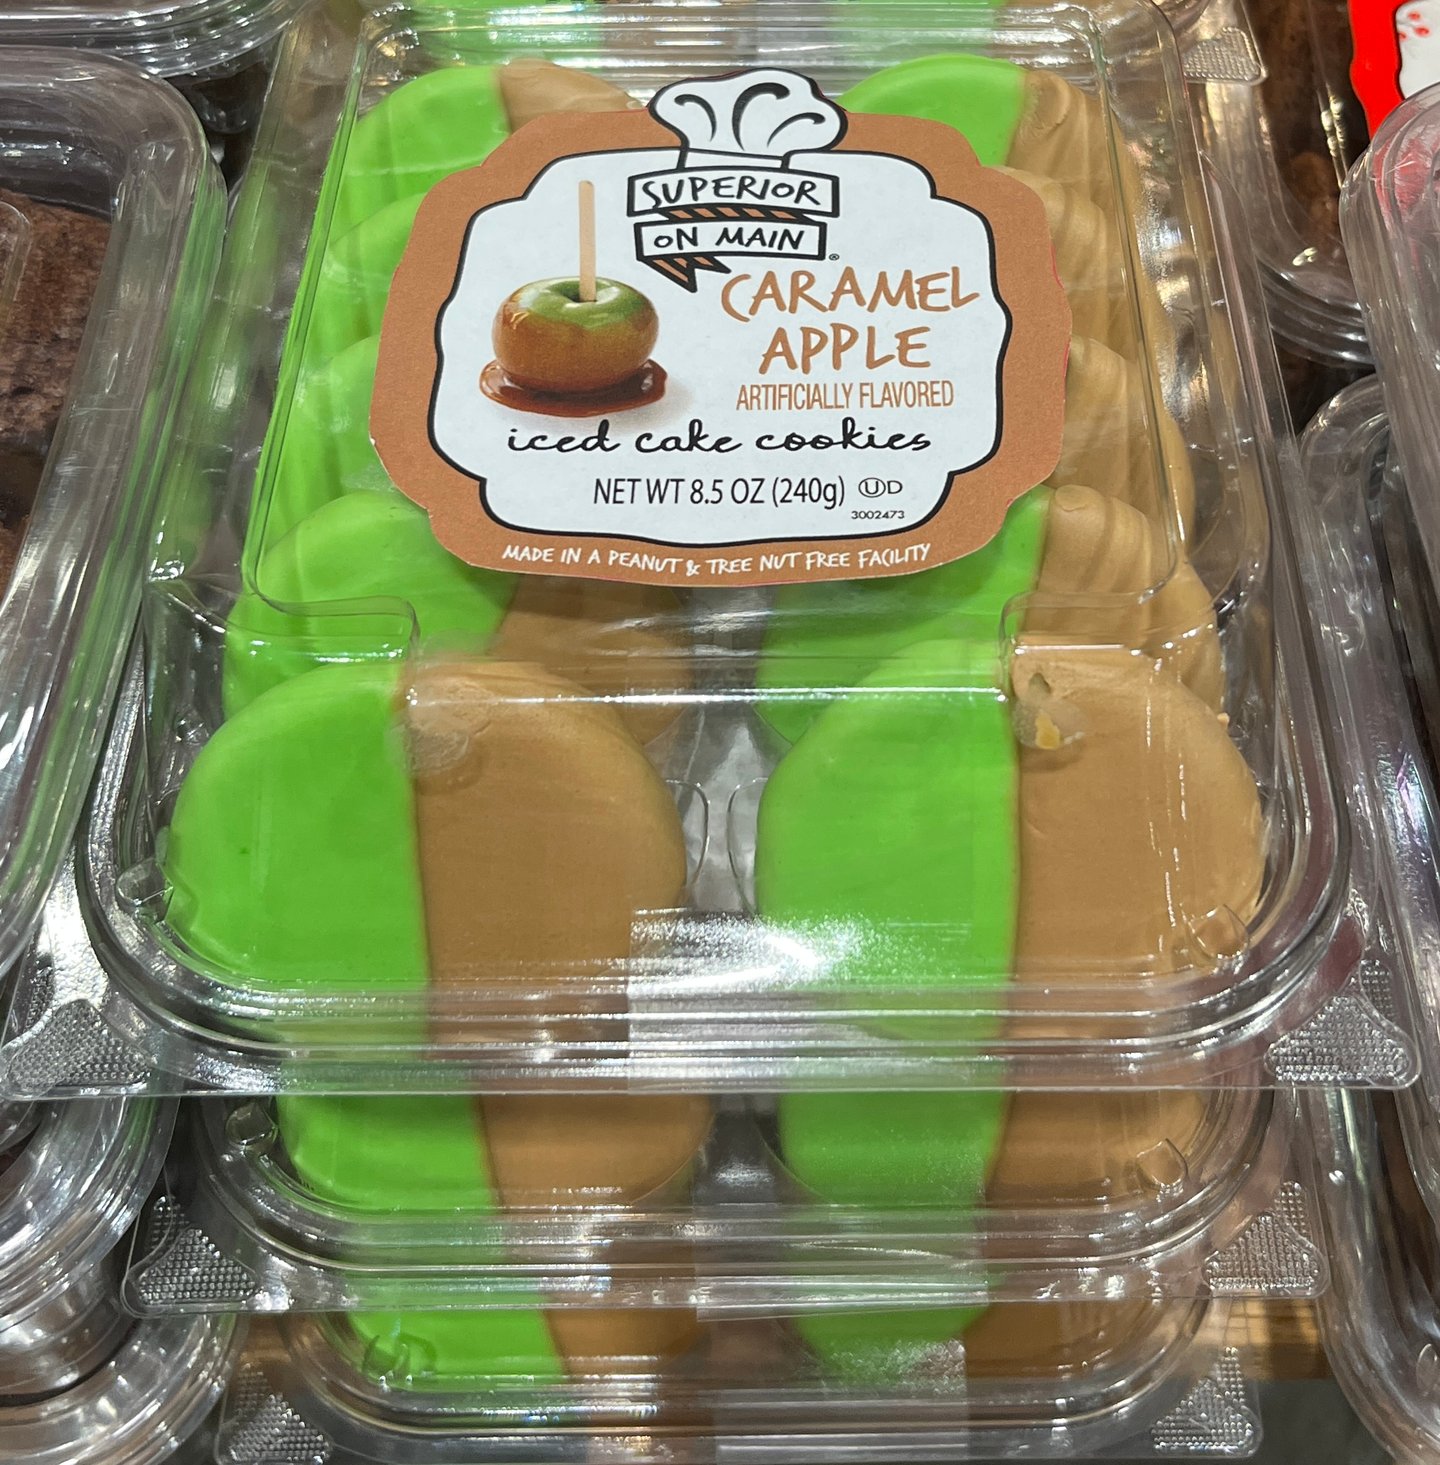 SUPERIOR
ON MAIN®
CARAMEL
APPLE
ARTIFICIALLY FLAVORED
iced cake cookies
NET WT 8.5 OZ (240g) ⓊD
3002473
MADE IN A PEANUT & TREE NUT FREE FACILITY